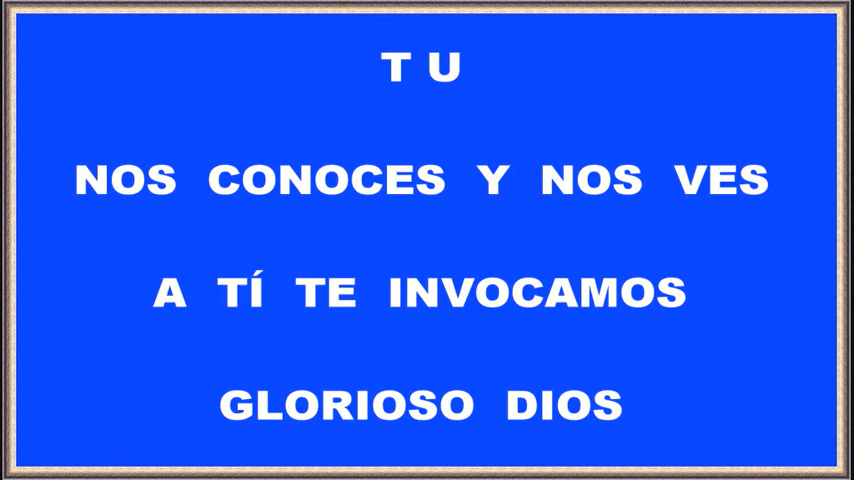 T U
NOS CONOCES Y NOS VES
A TÍ TE INVOCAMOS
GLORIOSO DIOS